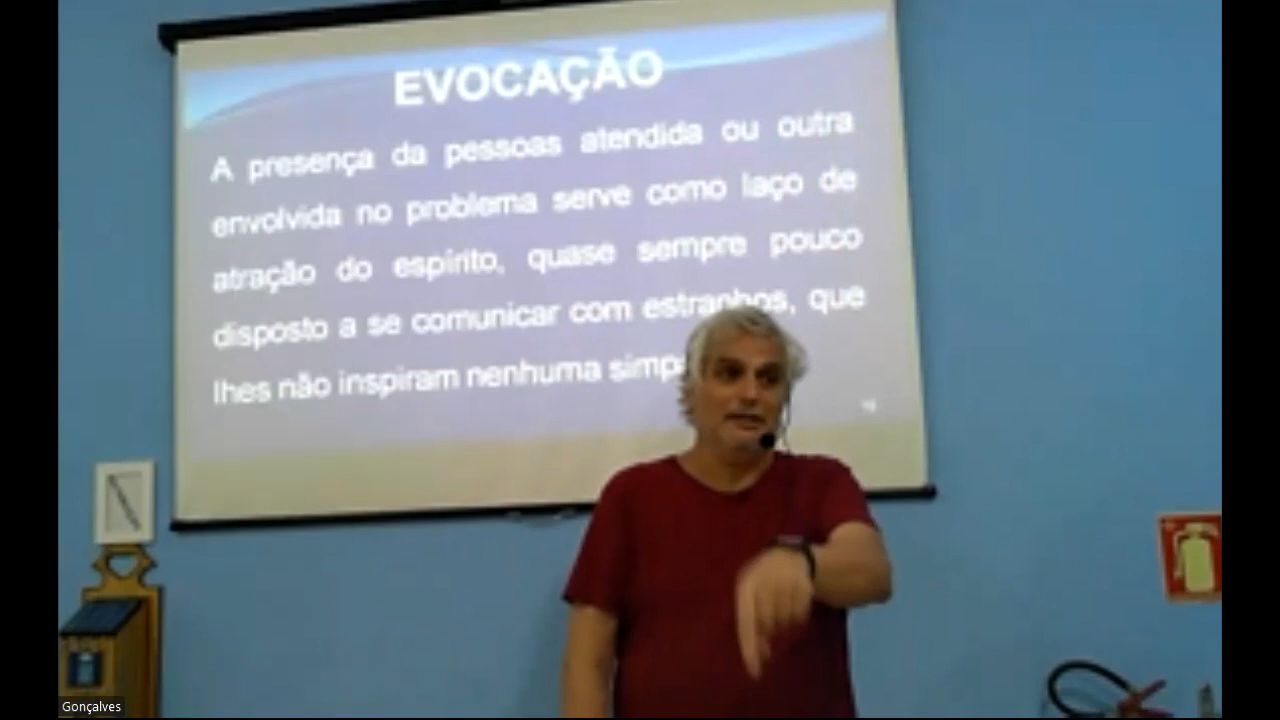 EVOCAÇÃO
A presença da pessoas atendida ou outra
envolvida no problema serve como laço de
atração do espírito, quase sempre pouco
disposto a se comunicar com estranhos, que
lhes não inspiram nenhuma
Gonçalves